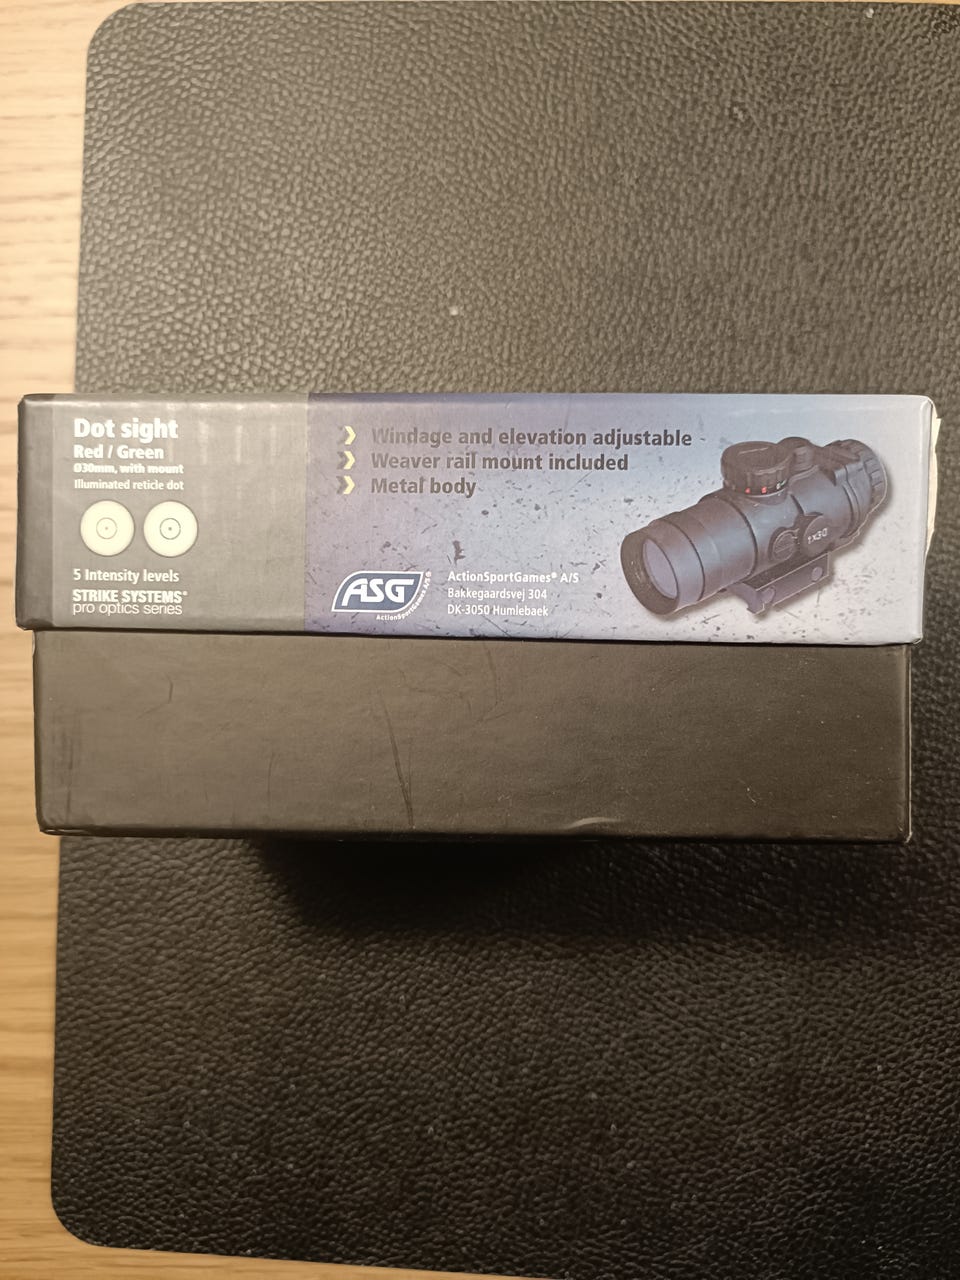 Dot sight
Red / Green
Ø30mm, with mount
Illuminated reticle dot
5 Intensity levels
STRIKE SYSTEMS®
pro optics series
Windage and elevation adjustable
Weaver rail mount included
Metal body
ASG
ActionSportGames A/S®
ActionSportGames® A/S
Bakkegaardsvej 304
DK-3050 Humlebaek
1x30